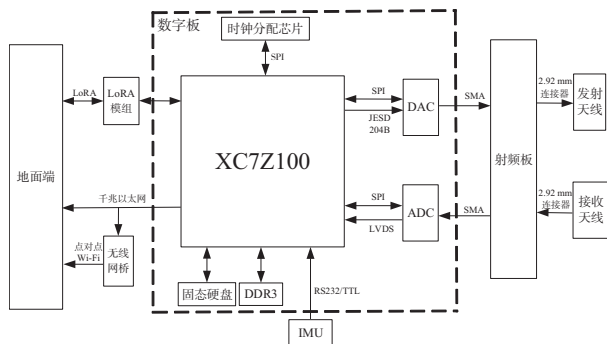 数字板
时钟分配芯片
SPI
LoRA
LoRA
模组
SPI
JESD
204B
DAC
SMA
2.92 mm
连接器
发射
天线
XC7Z100
地面端
射频板
千兆以太网
SPI
LVDS
ADC
SMA
2.92 mm
连接器
接收
天线
点对点
Wi-Fi
无线
网桥
固态硬盘
DDR3
RS232/TTL
IMU